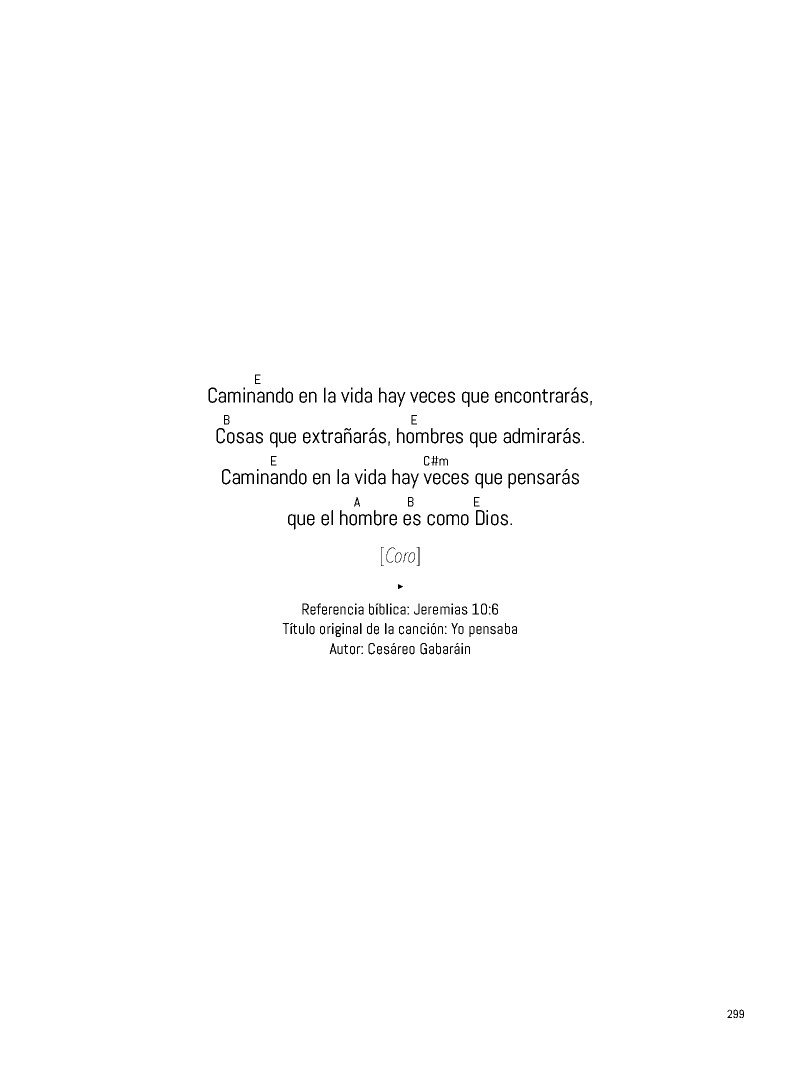 E
Caminando en la vida hay veces que encontrarás,
B E
Cosas que extrañarás, hombres que admirarás.
E C#m
Caminando en la vida hay veces que pensarás
A B E
que el hombre es como Dios.
[Coro]
Referencia bíblica: Jeremias 10:6
Título original de la canción: Yo pensaba
Autor: Cesáreo Gabaráin
299